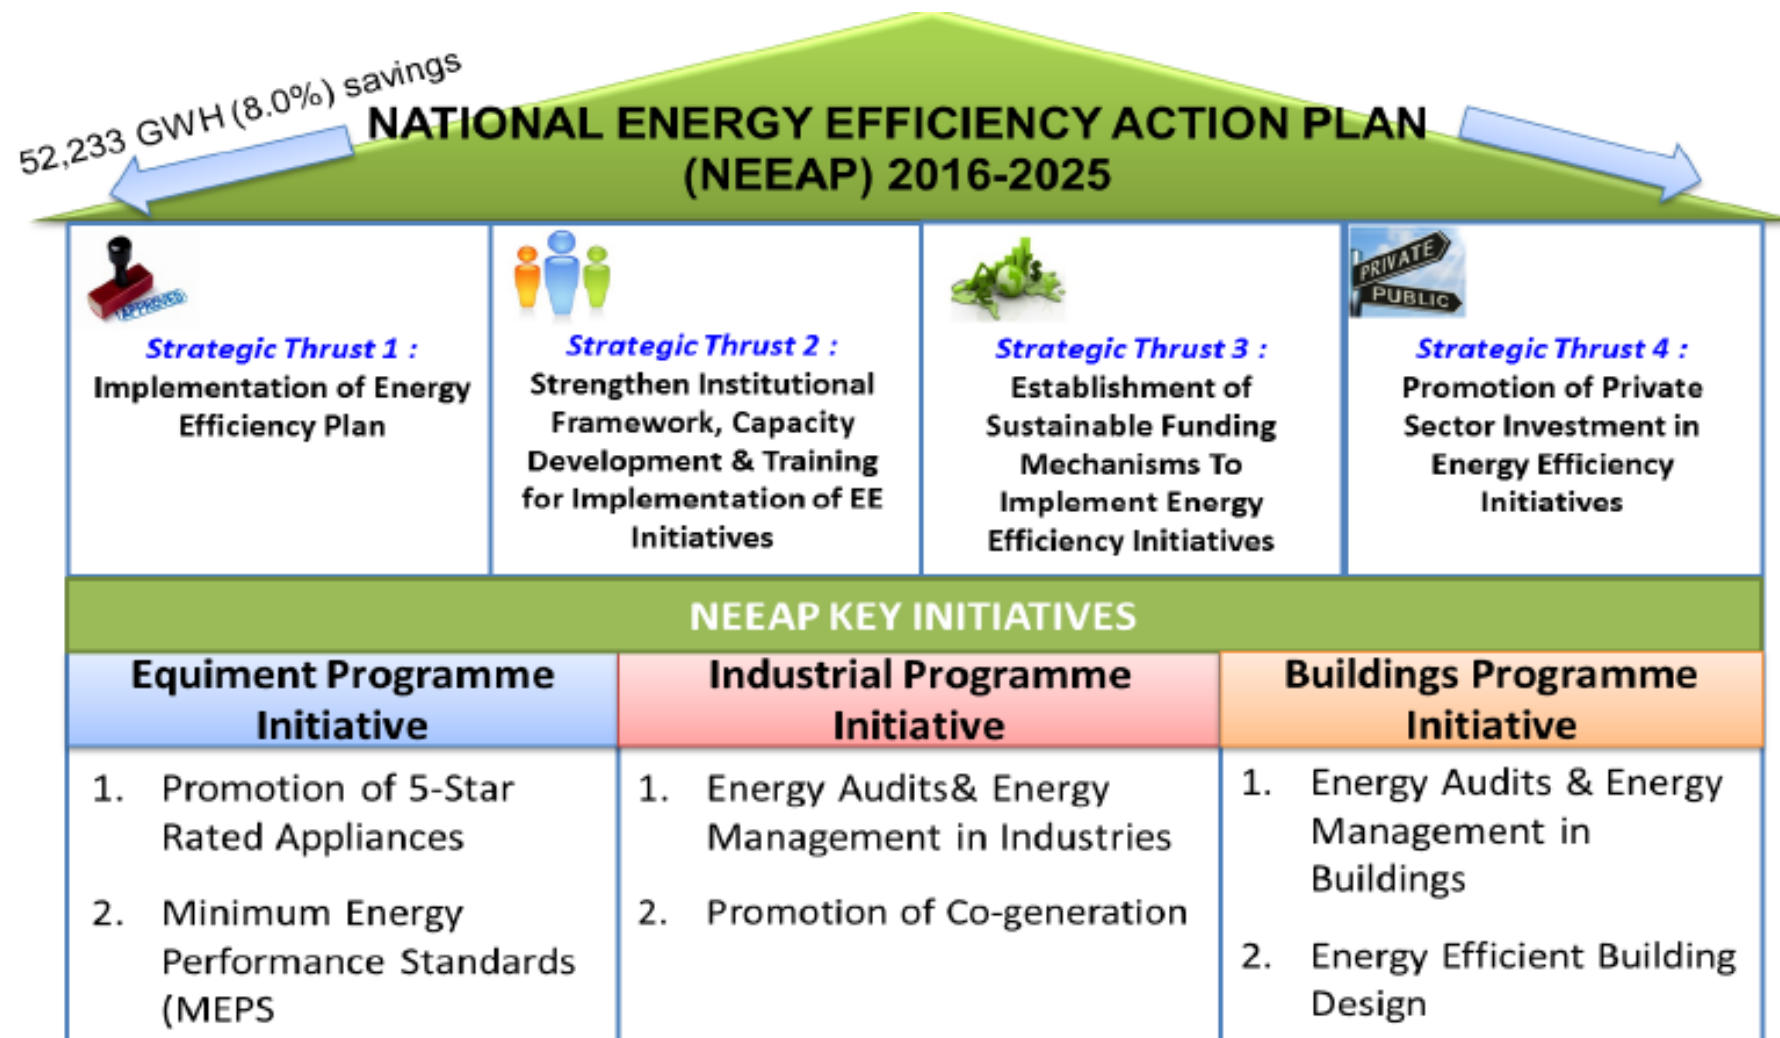 52,233 GWH (8.0%) savings
NATIONAL ENERGY EFFICIENCY ACTION PLAN
(NEEAP) 2016-2025
APPROVED
Strategic Thrust 1 :
Implementation of Energy
Efficiency Plan
Strategic Thrust 2 :
Strengthen Institutional
Framework, Capacity
Development & Training
for Implementation of EE
Initiatives
$
Strategic Thrust 3 :
Establishment of
Sustainable Funding
Mechanisms To
Implement Energy
Efficiency Initiatives
PRIVATE
PUBLIC
Strategic Thrust 4 :
Promotion of Private
Sector Investment in
Energy Efficiency
Initiatives
NEEAP KEY INITIATIVES
Equiment Programme
Initiative
1. Promotion of 5-Star
Rated Appliances
2. Minimum Energy
Performance Standards
(MEPS
Industrial Programme
Initiative
1. Energy Audits& Energy
Management in Industries
2. Promotion of Co-generation
Buildings Programme
Initiative
1. Energy Audits & Energy
Management in
Buildings
2. Energy Efficient Building
Design